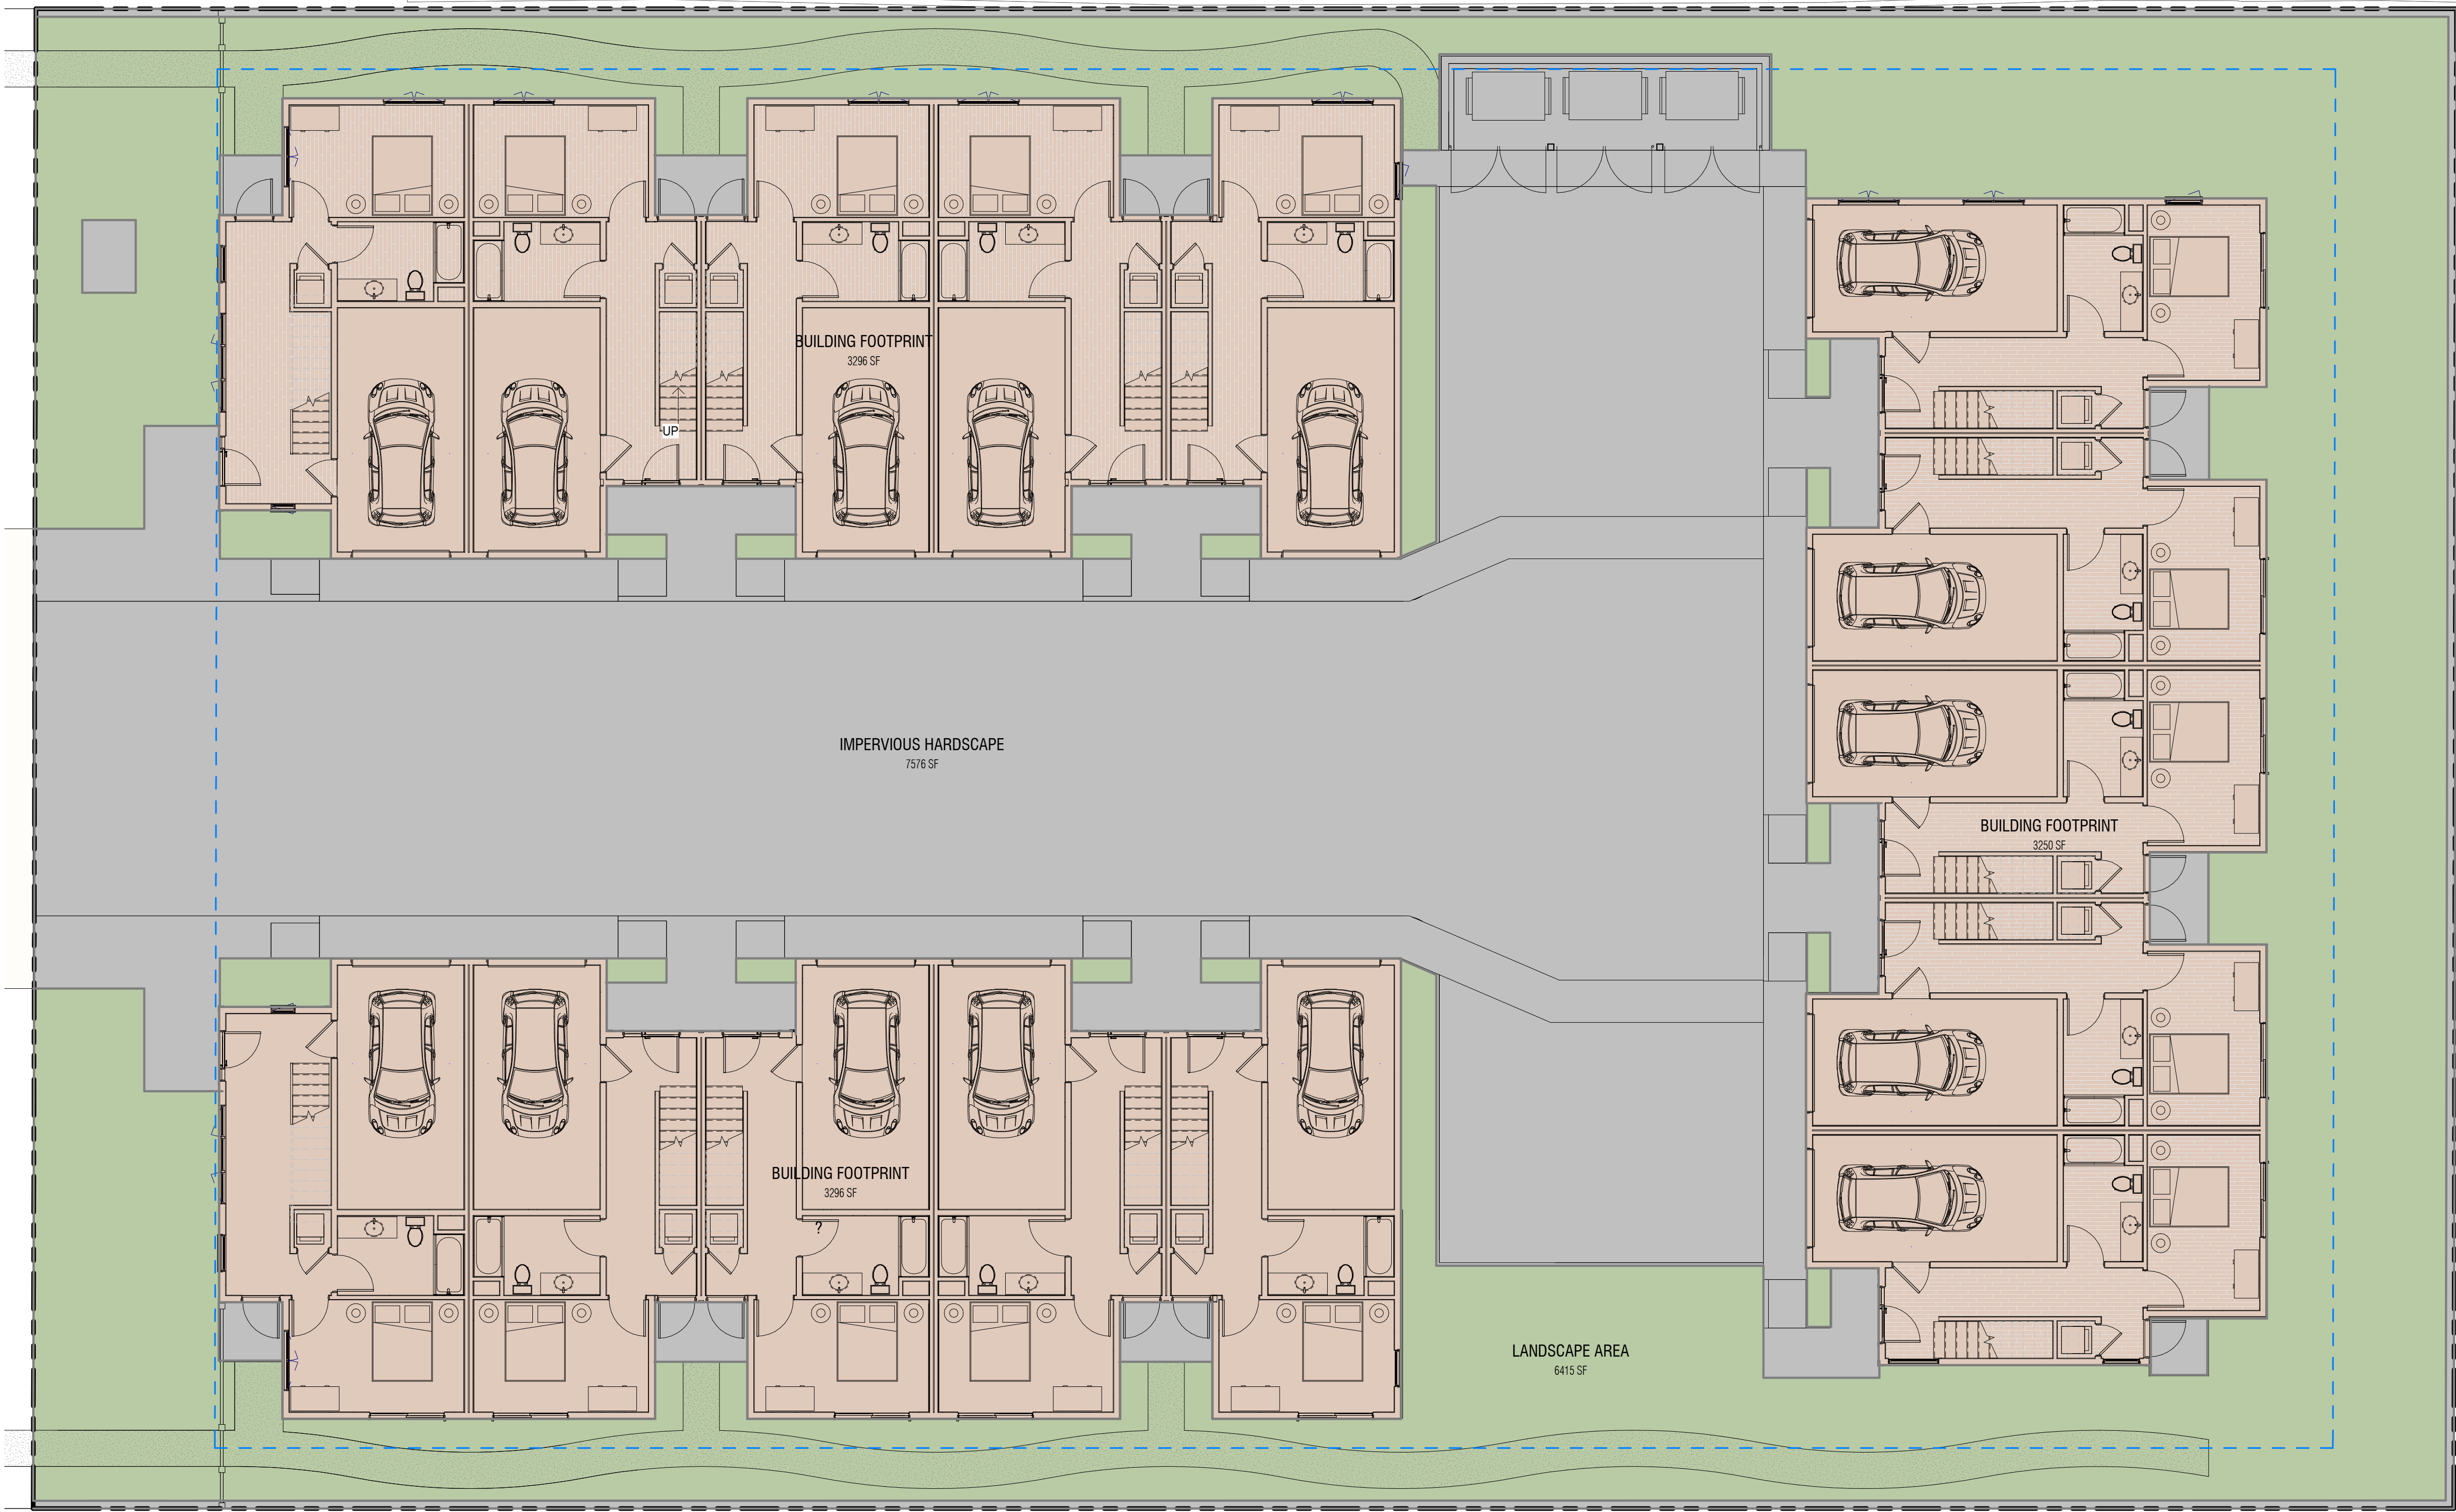 BUILDING FOOTPRINT
3296 SF
UP
IMPERVIOUS HARDSCAPE
7576 SF
BUILDING FOOTPRINT
3250 SF
BUILDING FOOTPRINT
3296 SF
?
LANDSCAPE AREA
6415 SF